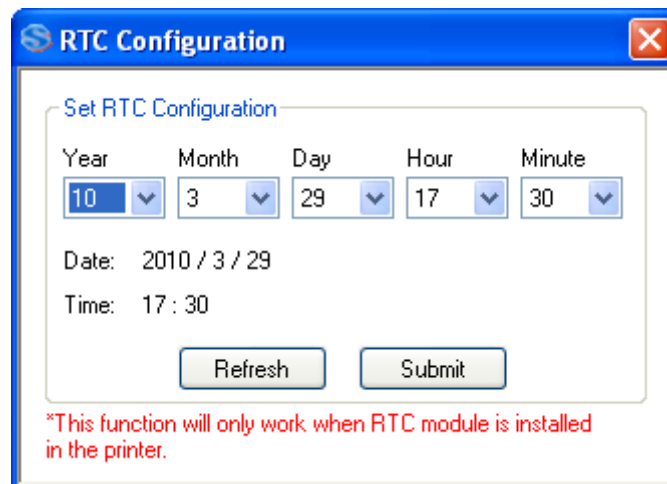 RTC Configuration
Set RTC Configuration
Year Month Day Hour Minute
10 3 29 17 30
Date: 2010 / 3 / 29
Time: 17 : 30
Refresh Submit
*This function will only work when RTC module is installed
in the printer.